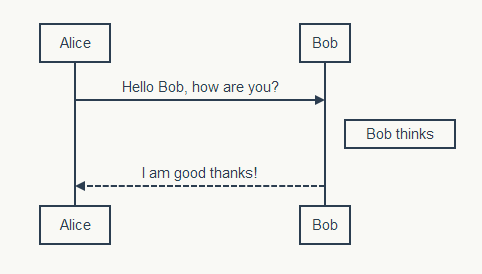 Alice
Bob
Hello Bob, how are you?
Bob thinks
I am good thanks!
Alice
Bob